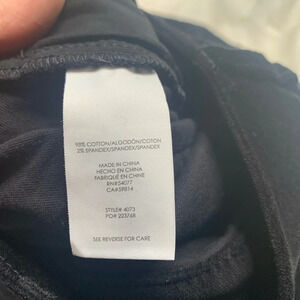 98% COTTON/ALGODÓN/COTON
2% SPANDEX/SPANDEX/SPANDEX
MADE IN CHINA
HECHO EN CHINA
FABRIQUÉ EN CHINE
RN#54077
CA#59814
STYLE# 4073
PO# 223768
SEE REVERSE FOR CARE